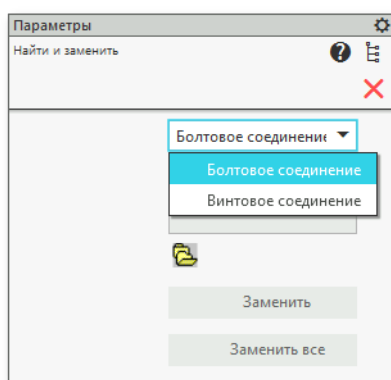 Параметры
Найти и заменить
Болтовое соединение
Болтовое соединение
Винтовое соединение
Заменить
Заменить все